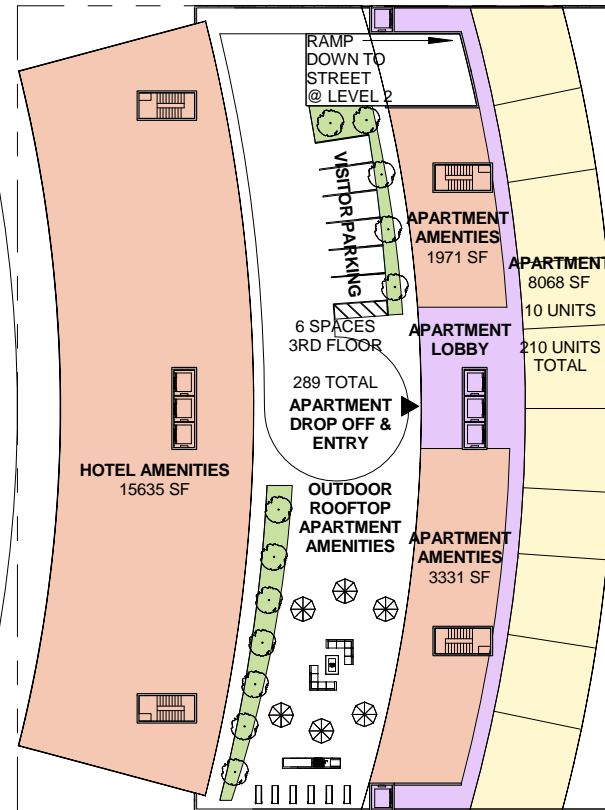 RAMP
DOWN TO
STREET
@ LEVEL 2
VISITOR PARKING
APARTMENT
AMENTIES
1971 SF
APARTMENT
8068 SF
10 UNITS
210 UNITS
TOTAL
6 SPACES
3RD FLOOR
289 TOTAL
APARTMENT
LOBBY
APARTMENT
DROP OFF &
ENTRY
HOTEL AMENITIES
15635 SF
OUTDOOR
ROOFTOP
APARTMENT
AMENITIES
APARTMENT
AMENTIES
3331 SF